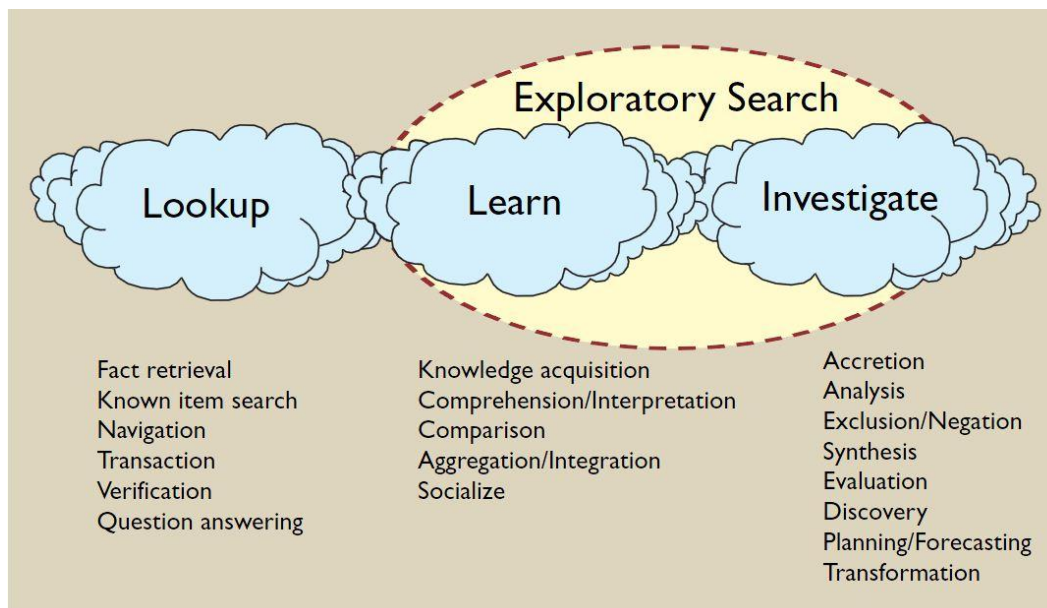 Exploratory Search
Lookup
Learn
Investigate
Fact retrieval
Known item search
Navigation
Transaction
Verification
Question answering
Knowledge acquisition
Comprehension/Interpretation
Comparison
Aggregation/Integration
Socialize
Accretion
Analysis
Exclusion/Negation
Synthesis
Evaluation
Discovery
Planning/Forecasting
Transformation